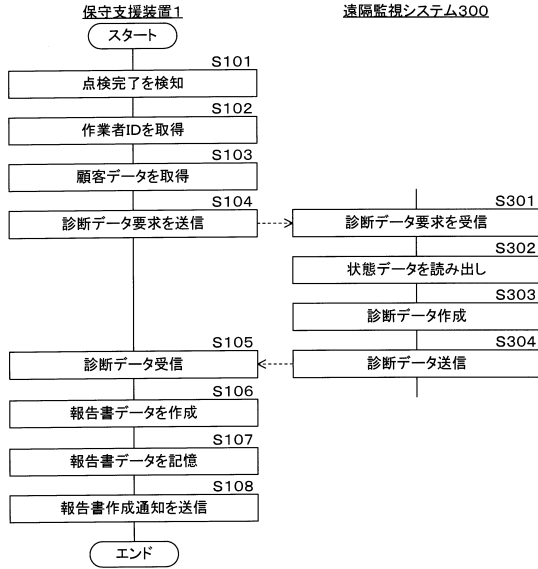 保守支援装置1
遠隔監視システム300
スタート
S101
点検完了を検知
S102
作業者IDを取得
S103
顧客データを取得
S104
診断データ要求を送信
S301
診断データ要求を受信
S302
状態データを読み出し
S303
診断データ作成
S304
診断データ送信
S105
診断データ受信
S106
報告書データを作成
S107
報告書データを記憶
S108
報告書作成通知を送信
エンド